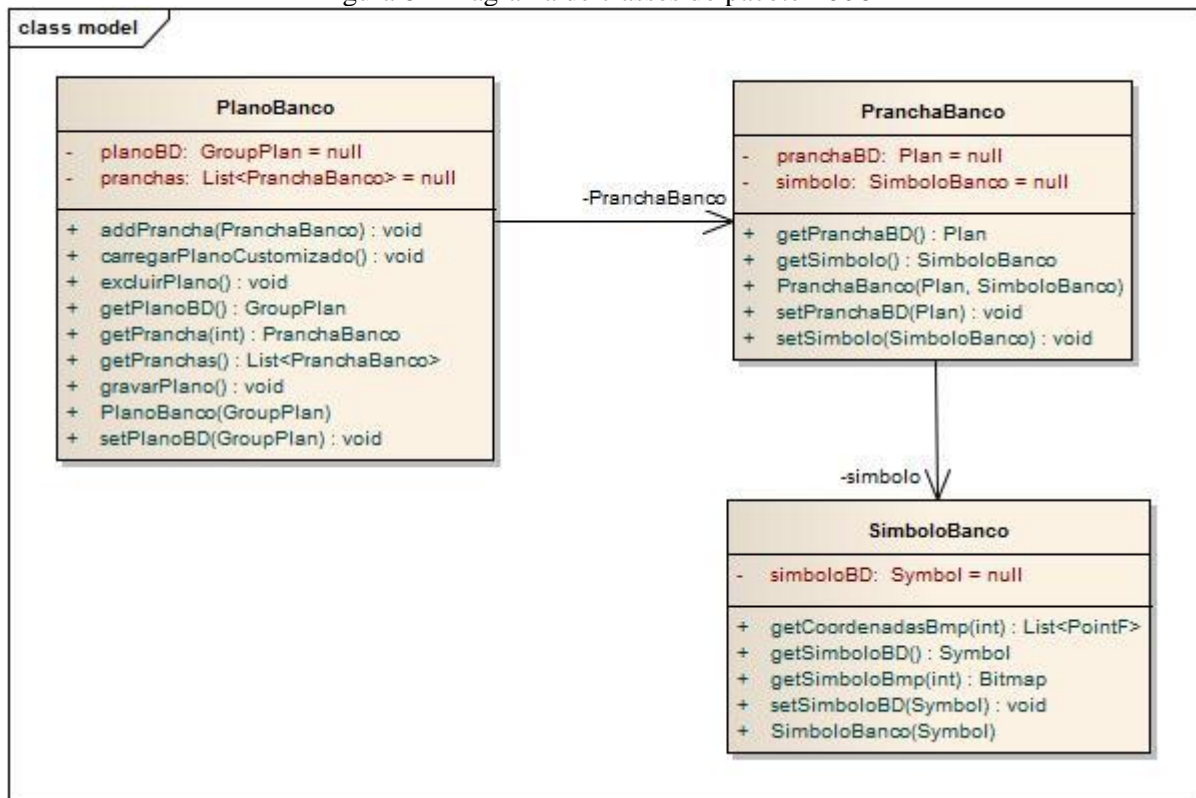 class model
PlanoBanco
- planoBD: GroupPlan = null
- pranchas: List<PranchaBanco> = null
+ addPrancha(PranchaBanco) : void
+ carregarPlanoCustomizado() : void
+ excluirPlano() : void
+ getPlanoBD() : GroupPlan
+ getPrancha(int) : PranchaBanco
+ getPranchas() : List<PranchaBanco>
+ gravarPlano() : void
+ PlanoBanco(GroupPlan)
+ setPlanoBD(GroupPlan) : void
-PranchaBanco
PranchaBanco
- pranchaBD: Plan = null
- simbolo: SimboloBanco = null
+ getPranchaBD() : Plan
+ getSimbolo() : SimboloBanco
+ PranchaBanco(Plan, SimboloBanco)
+ setPranchaBD(Plan) : void
+ setSimbolo(SimboloBanco) : void
-simbolo
SimboloBanco
- simboloBD: Symbol = null
+ getCoordenadasBmp(int) : List<PointF>
+ getSimboloBD() : Symbol
+ getSimboloBmp(int) : Bitmap
+ setSimboloBD(Symbol) : void
+ SimboloBanco(Symbol)